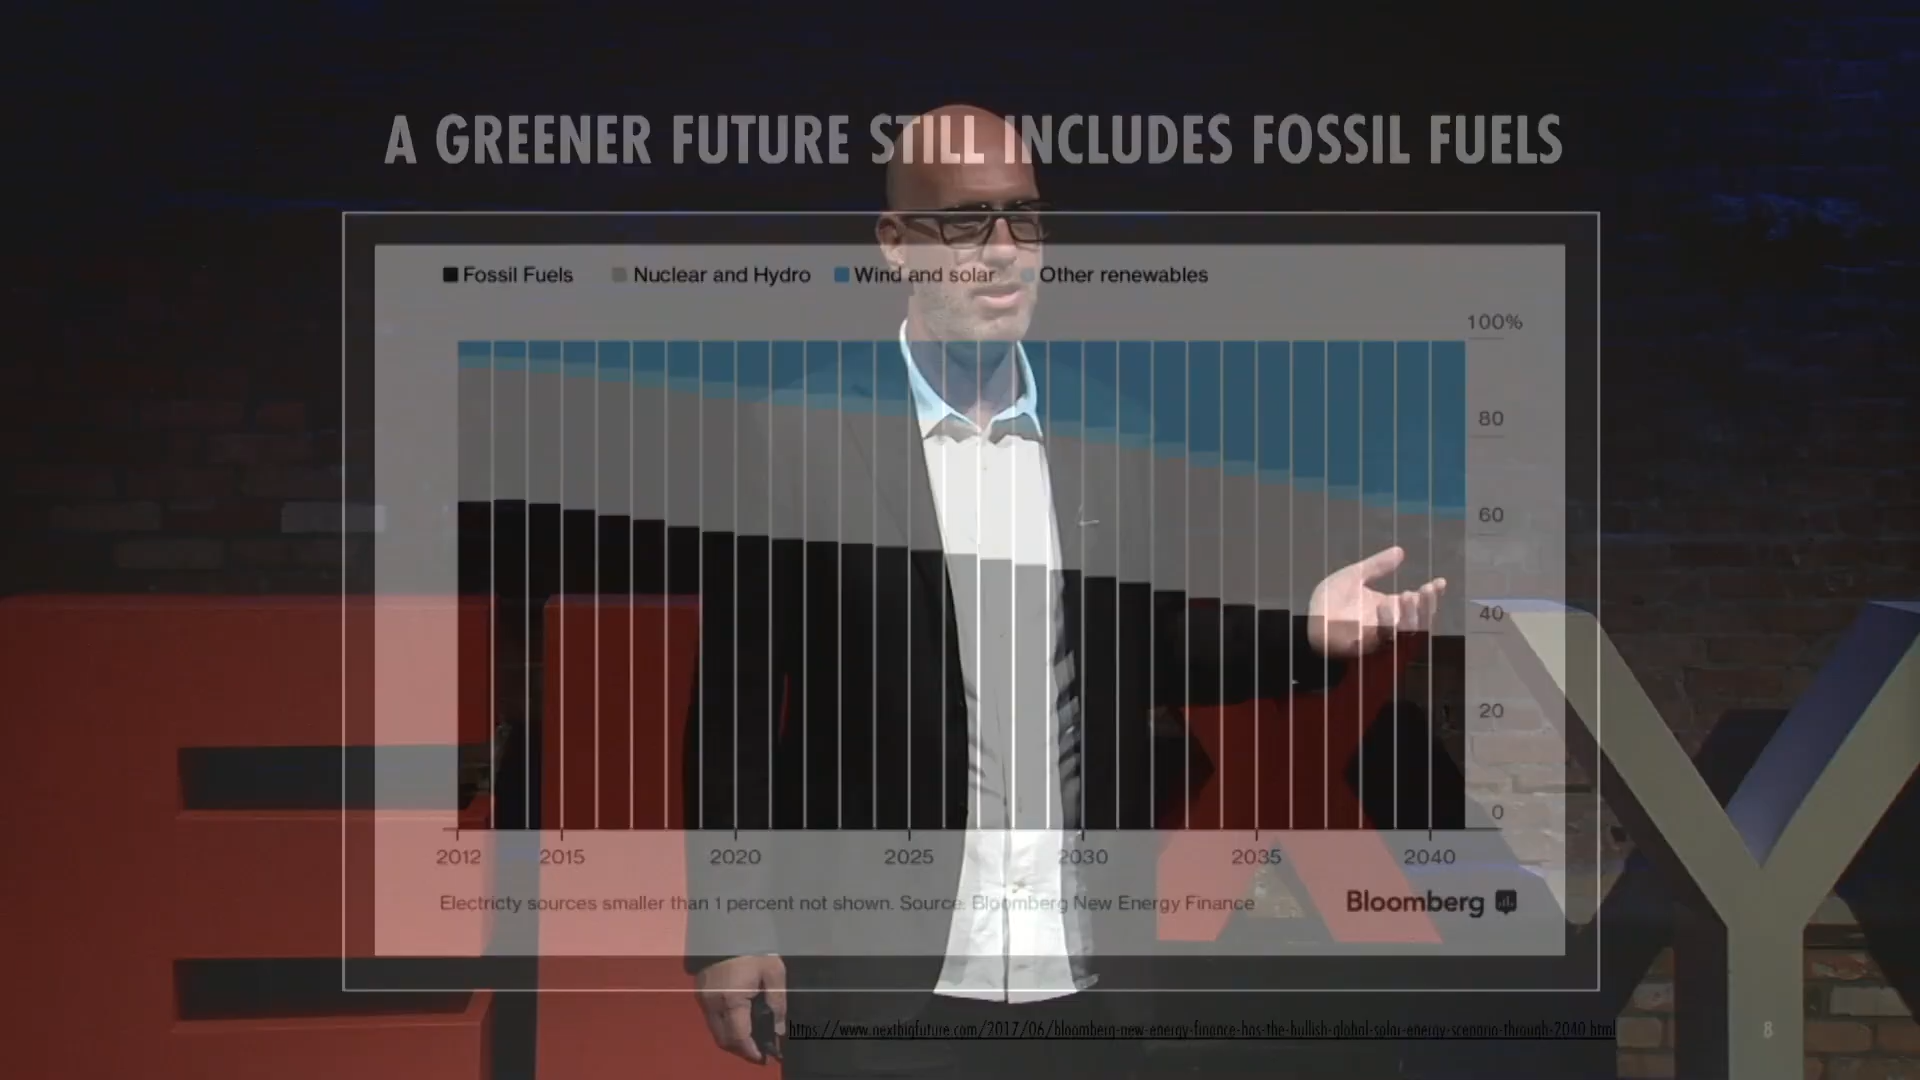 A GREENER FUTURE STILL INCLUDES FOSSIL FUELS
Fossil Fuels Nuclear and Hydro Wind and solar Other renewables
100%
80
60
40
20
0
2012 2015 2020 2025 2030 2035 2040
Electricty sources smaller than 1 percent not shown. Source: Bloomberg New Energy Finance
Bloomberg
https://www.nextbigfuture.com/2017/06/bloomberg-new-energy-finance-has-the-bullish-global-solar-energy-scenario-through-2040.html
8